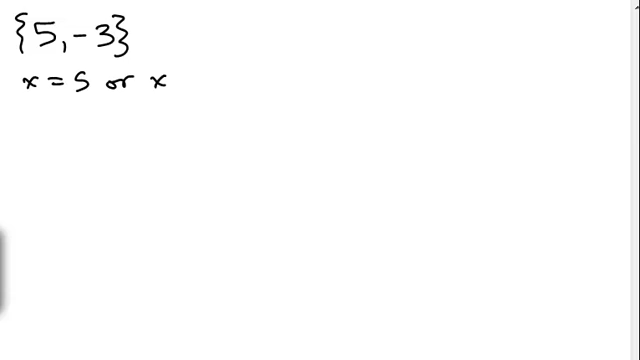 {5, -3}
x = 5 or x